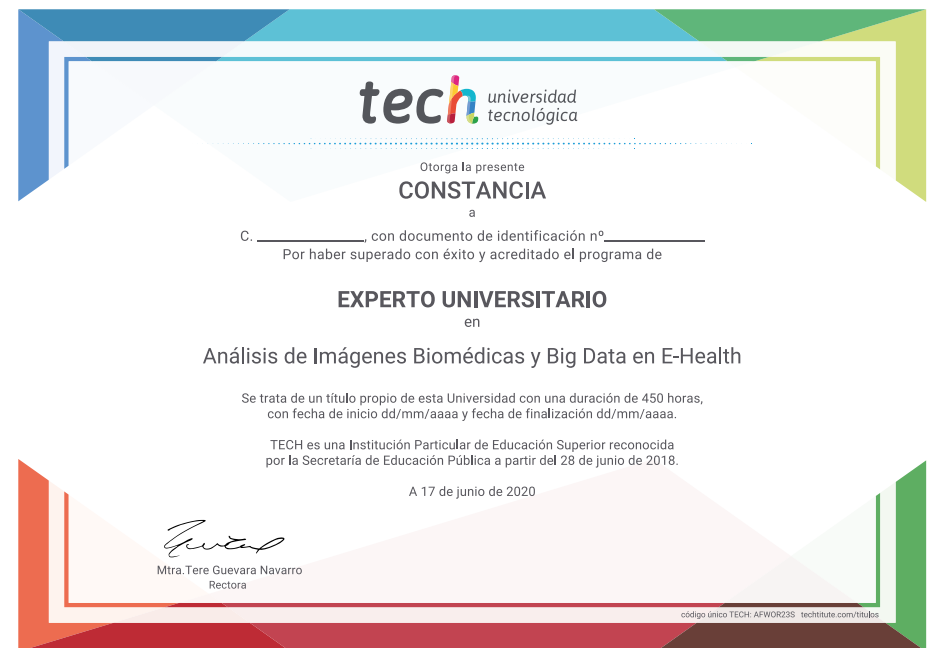 tech universidad
tecnológica
Otorga la presente
CONSTANCIA
a
C. ____________, con documento de identificación nº____________
Por haber superado con éxito y acreditado el programa de
EXPERTO UNIVERSITARIO
en
Análisis de Imágenes Biomédicas y Big Data en E-Health
Se trata de un título propio de esta Universidad con una duración de 450 horas,
con fecha de inicio dd/mm/aaaa y fecha de finalización dd/mm/aaaa.
TECH es una Institución Particular de Educación Superior reconocida
por la Secretaría de Educación Pública a partir del 28 de junio de 2018.
A 17 de junio de 2020
Mtra.Tere Guevara Navarro
Rectora
código único TECH: AFWOR23S techtitute.com/titulos